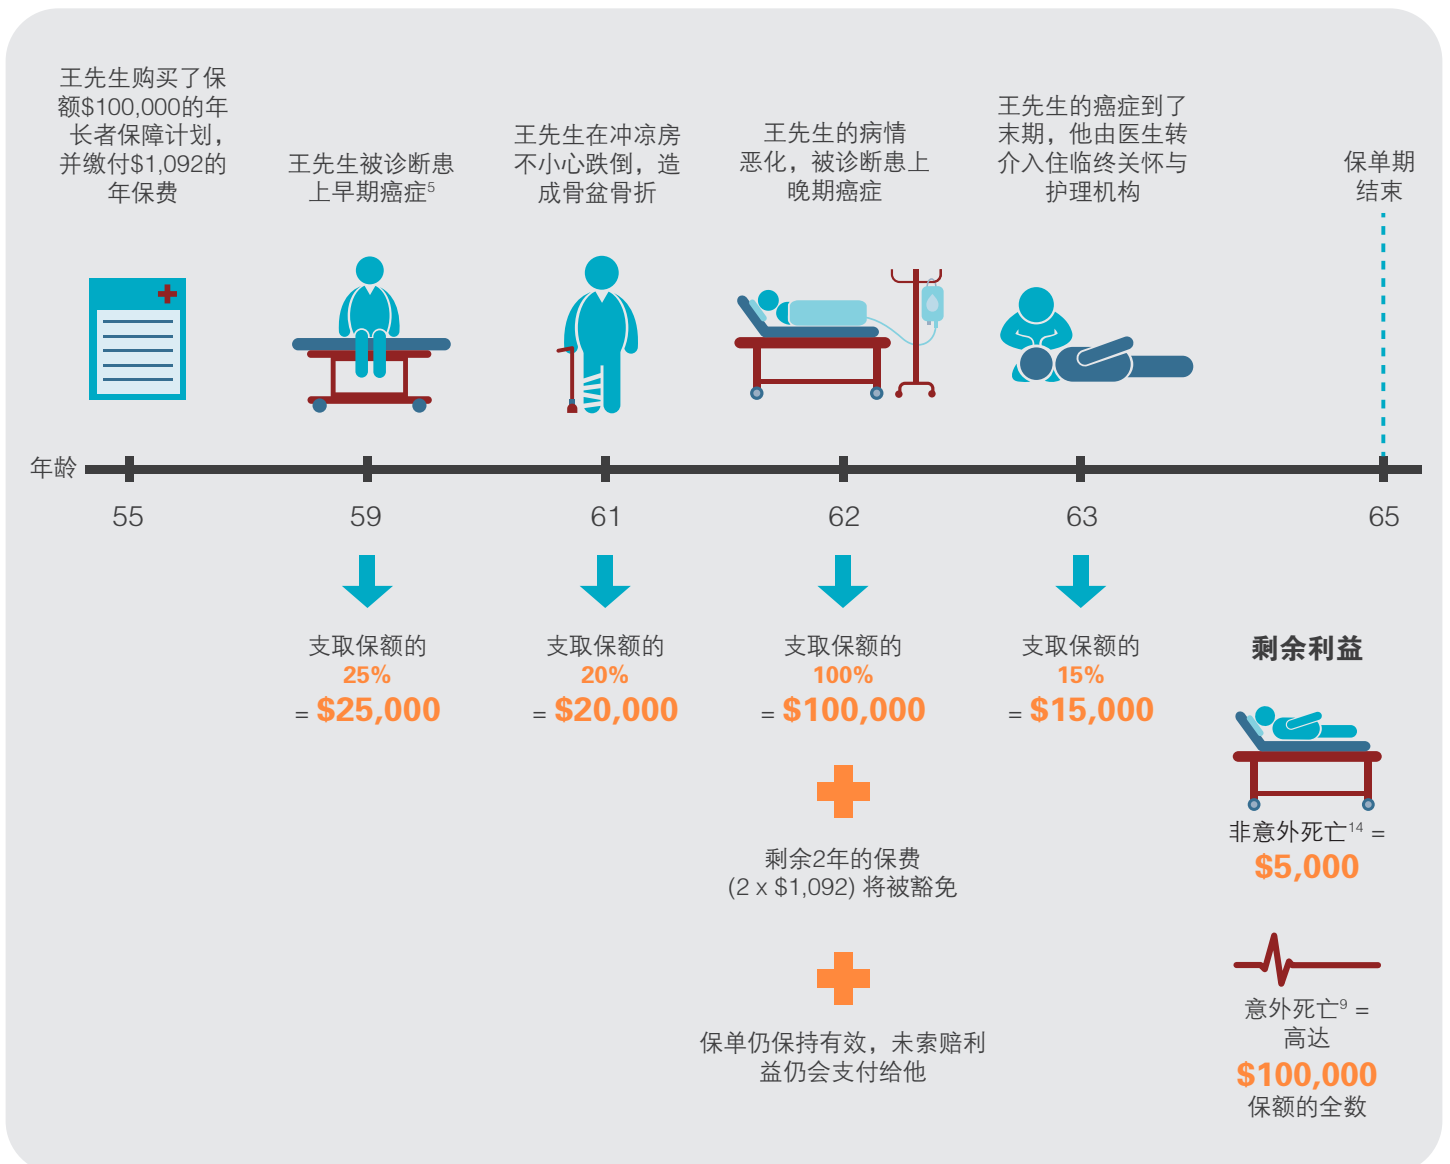 王先生购买了保
额$100,000的年
长者保障计划，
并缴付$1,092的
年保费
王先生被诊断患
上早期癌症5
王先生在冲凉房
不小心跌倒，造
成骨盆骨折
王先生的病情
恶化，被诊断患上
晚期癌症
王先生的癌症到了
末期，他由医生转
介入住临终关怀与
护理机构
保单期
结束
年龄
55
59
61
62
63
65
支取保额的
25%
= $25,000
支取保额的
20%
= $20,000
支取保额的
100%
= $100,000
剩余2年的保费
(2 x $1,092) 将被豁免
保单仍保持有效，未索赔利
益仍会支付给他
支取保额的
15%
= $15,000
剩余利益
非意外死亡14 =
$5,000
意外死亡9 =
高达
$100,000
保额的全数